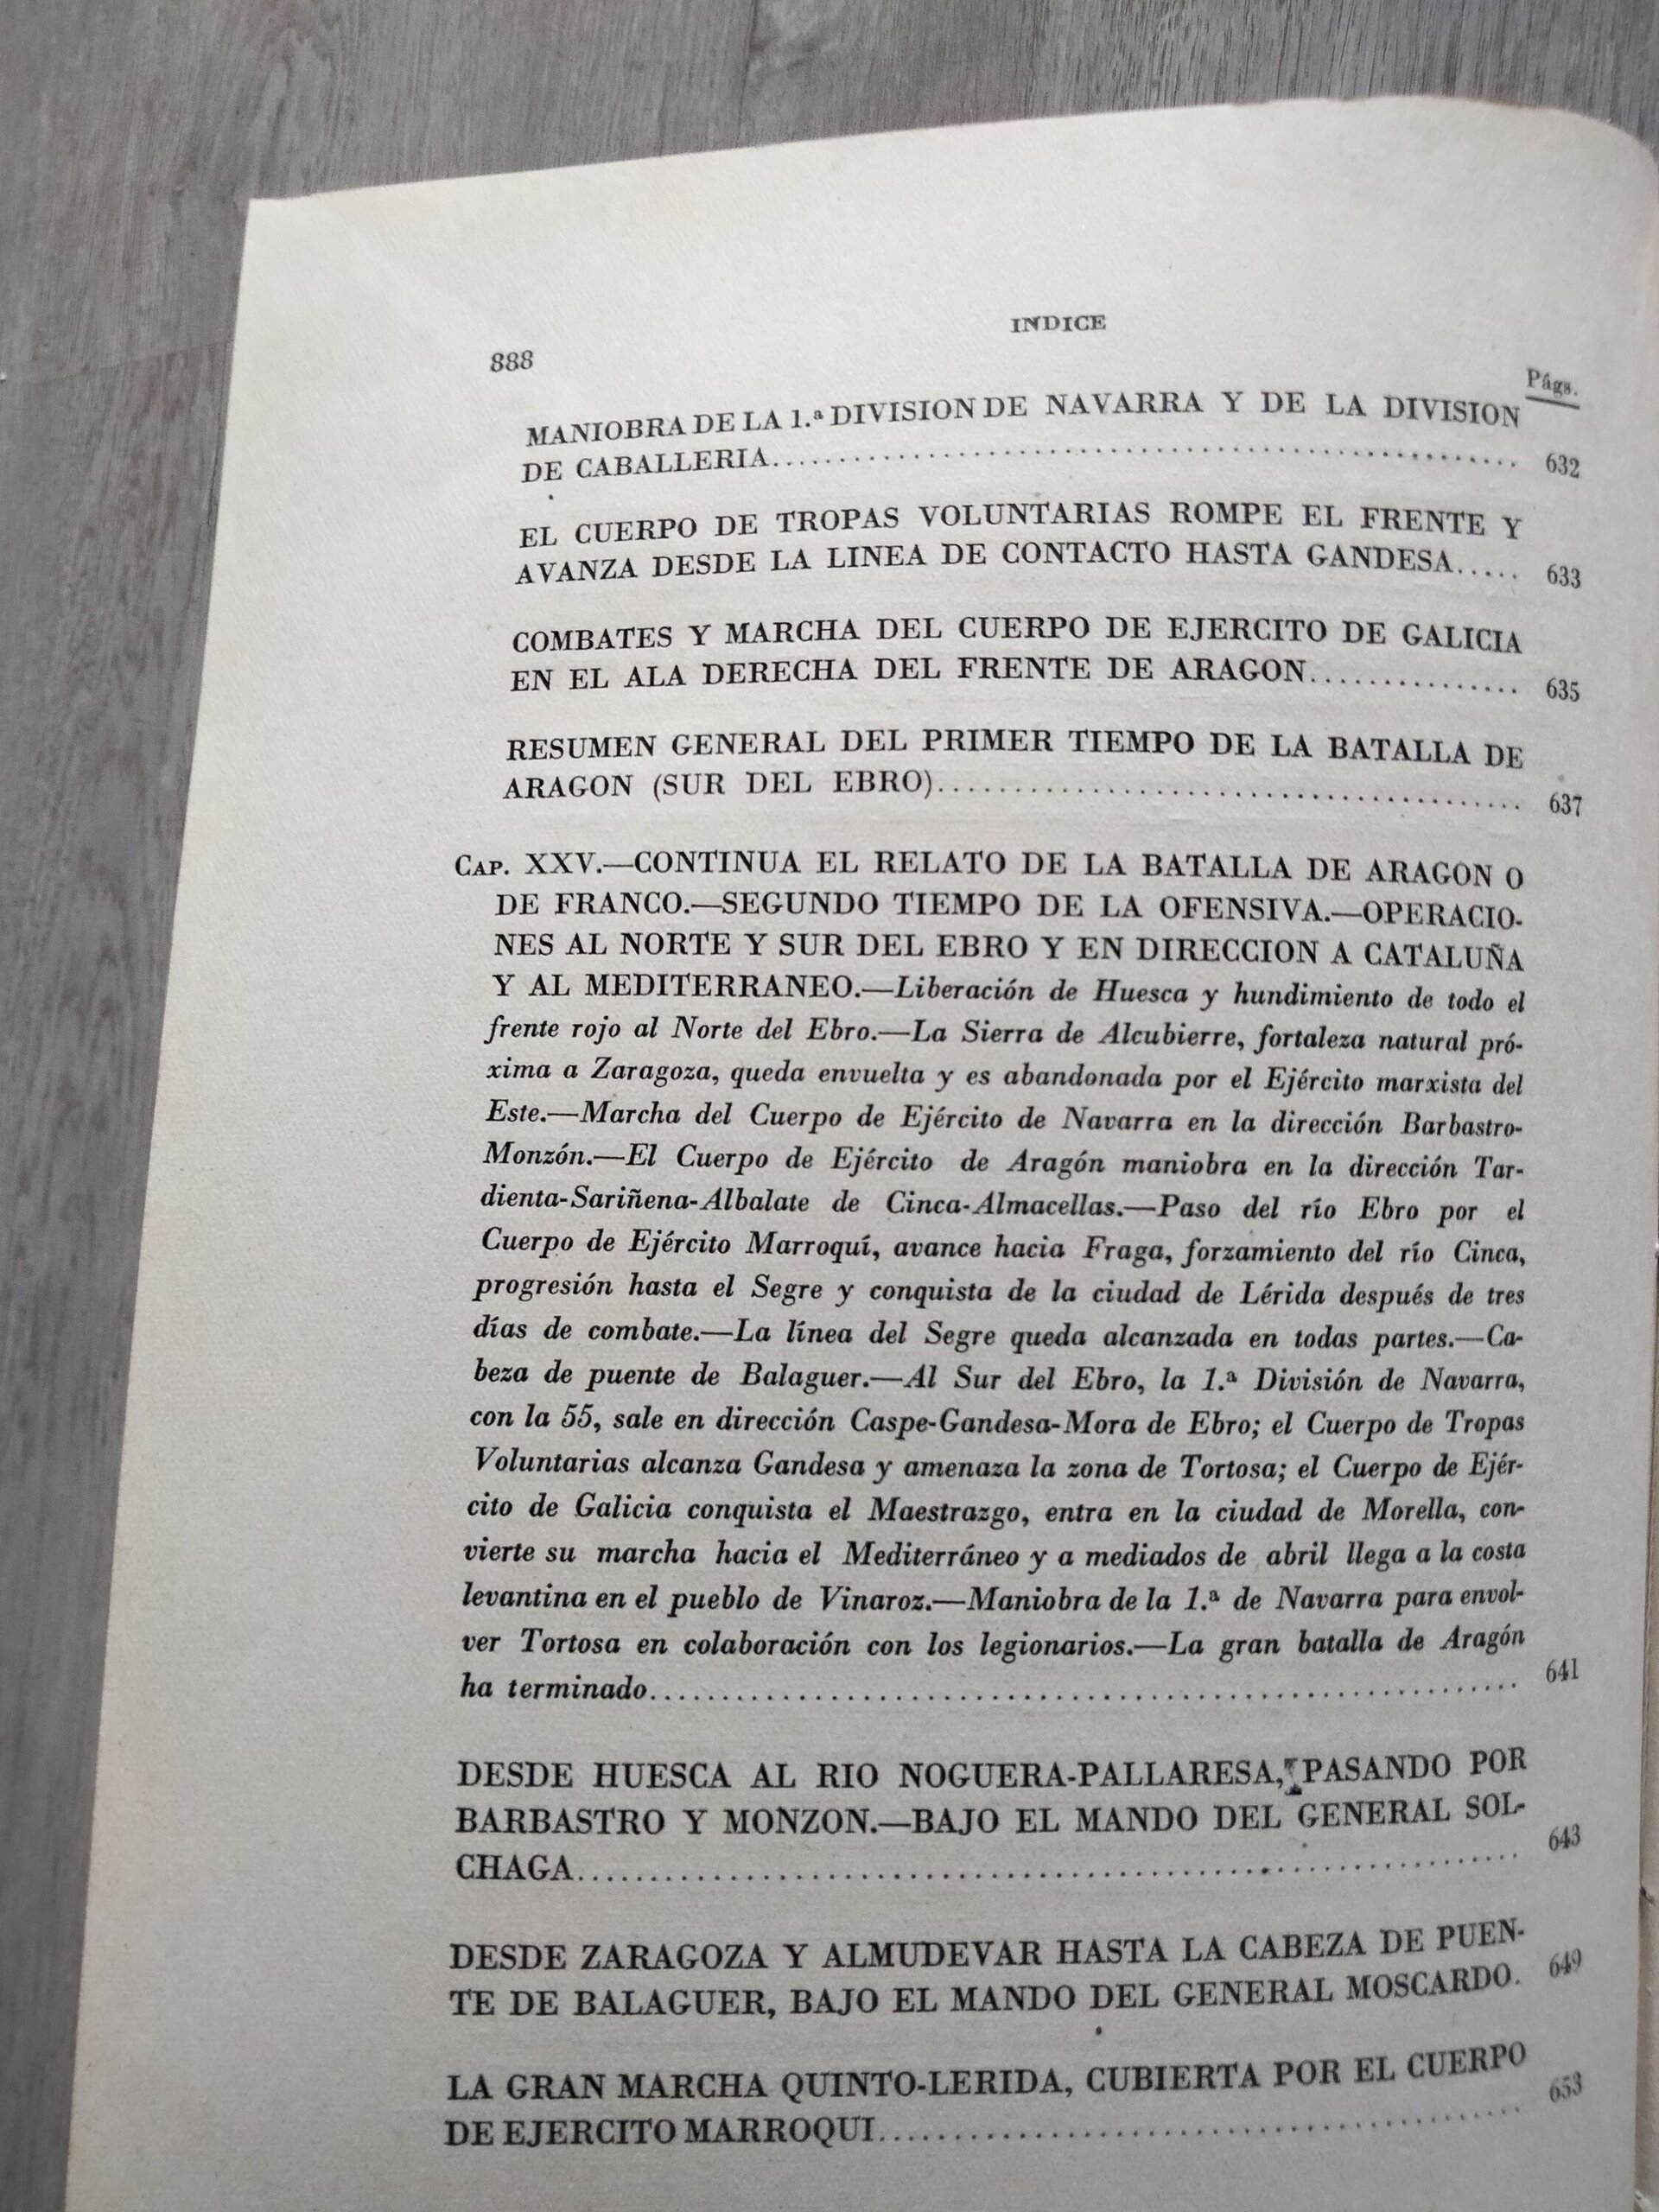 INDICE
888
Págs.
MANIOBRA DE LA 1.ª DIVISION DE NAVARRA Y DE LA DIVISION
DE CABALLERIA.................................................... 632
EL CUERPO DE TROPAS VOLUNTARIAS ROMPE EL FRENTE Y
AVANZA DESDE LA LINEA DE CONTACTO HASTA GANDESA..... 633
COMBATES Y MARCHA DEL CUERPO DE EJERCITO DE GALICIA
EN EL ALA DERECHA DEL FRENTE DE ARAGON............... 635
RESUMEN GENERAL DEL PRIMER TIEMPO DE LA BATALLA DE
ARAGON (SUR DEL EBRO)......................................... 637
CAP. XXV.—CONTINUA EL RELATO DE LA BATALLA DE ARAGON O
DE FRANCO.—SEGUNDO TIEMPO DE LA OFENSIVA.—OPERACIO-
NES AL NORTE Y SUR DEL EBRO Y EN DIRECCION A CATALUÑA
Y AL MEDITERRANEO.—Liberación de Huesca y hundimiento de todo el
frente rojo al Norte del Ebro.—La Sierra de Alcubierre, fortaleza natural pró-
xima a Zaragoza, queda envuelta y es abandonada por el Ejército marxista del
Este.—Marcha del Cuerpo de Ejército de Navarra en la dirección Barbastro-
Monzón.—El Cuerpo de Ejército de Aragón maniobra en la dirección Tar-
dienta-Sariñena-Albalate de Cinca-Almacellas.—Paso del río Ebro por el
Cuerpo de Ejército Marroquí, avance hacia Fraga, forzamiento del río Cinca,
progresión hasta el Segre y conquista de la ciudad de Lérida después de tres
días de combate.—La línea del Segre queda alcanzada en todas partes.—Ca-
beza de puente de Balaguer.—Al Sur del Ebro, la 1.ª División de Navarra,
con la 55, sale en dirección Caspe-Gandesa-Mora de Ebro; el Cuerpo de Tropas
Voluntarias alcanza Gandesa y amenaza la zona de Tortosa; el Cuerpo de Ejér-
cito de Galicia conquista el Maestrazgo, entra en la ciudad de Morella, con-
vierte su marcha hacia el Mediterráneo y a mediados de abril llega a la costa
levantina en el pueblo de Vinaroz.—Maniobra de la 1.ª de Navarra para envol-
ver Tortosa en colaboración con los legionarios.—La gran batalla de Aragón
ha terminado............................................................ 641
DESDE HUESCA AL RIO NOGUERA-PALLARESA, PASANDO POR
BARBASTRO Y MONZON.—BAJO EL MANDO DEL GENERAL SOL-
CHAGA................................................................. 643
DESDE ZARAGOZA Y ALMUDEVAR HASTA LA CABEZA DE PUEN-
TE DE BALAGUER, BAJO EL MANDO DEL GENERAL MOSCARDO. 649
LA GRAN MARCHA QUINTO-LERIDA, CUBIERTA POR EL CUERPO
DE EJERCITO MARROQUI............................................ 653